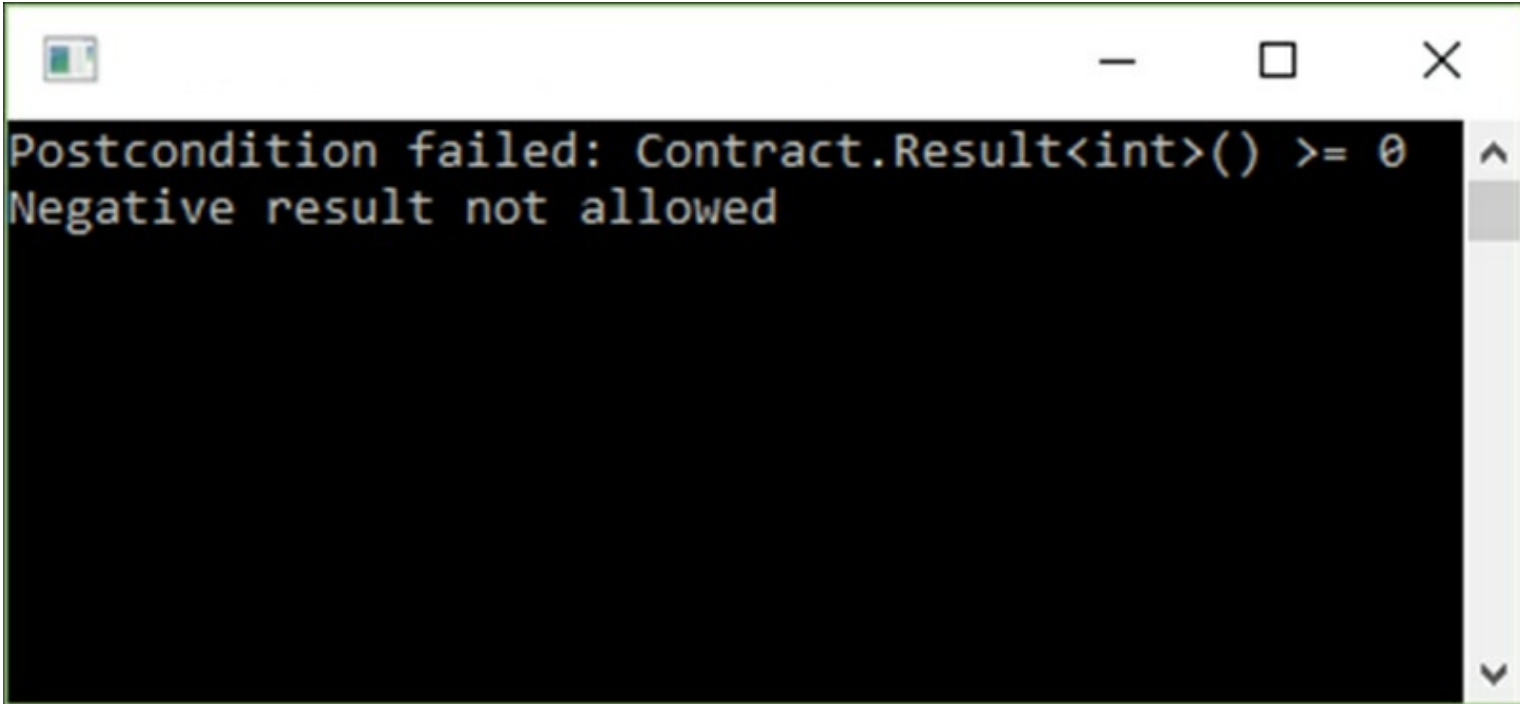 Postcondition failed: Contract.Result<int>() >= 0
Negative result not allowed